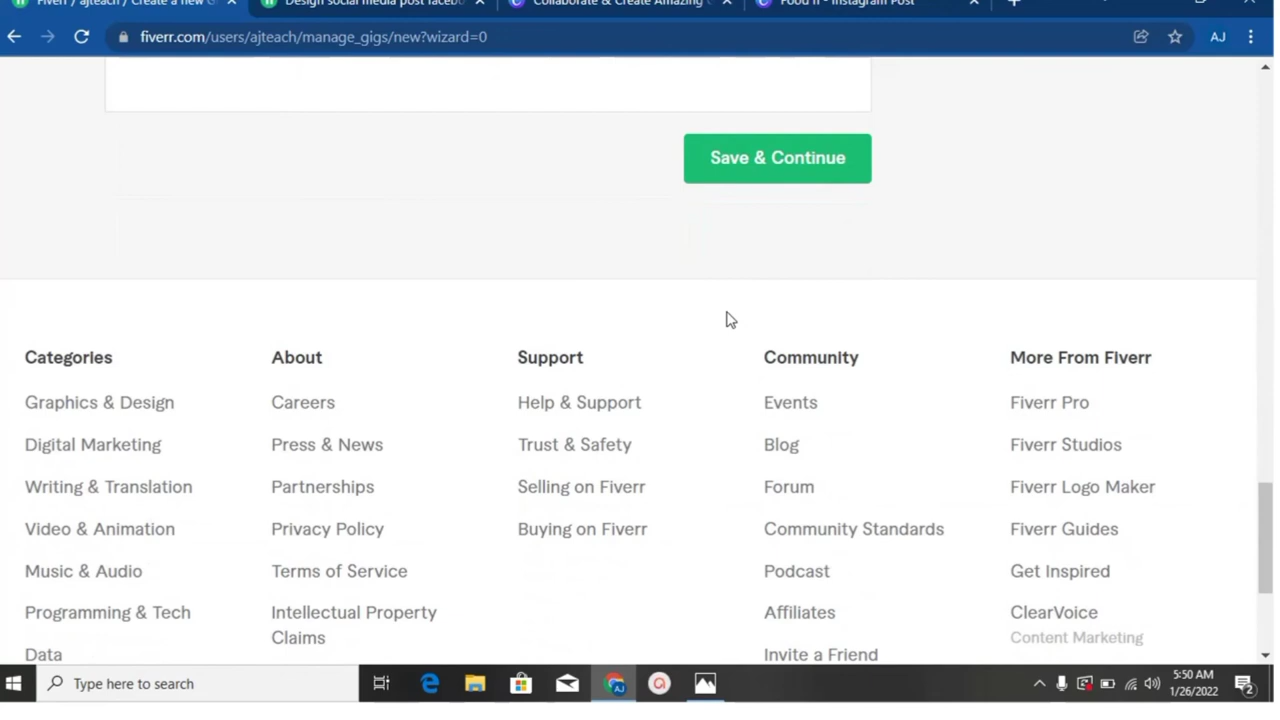 Fiverr / ajteach / Create a new G
Design social media post facebo
Collaborate & Create Amazing
Food !! - Instagram Post
fiverr.com/users/ajteach/manage_gigs/new?wizard=0
AJ
Save & Continue
Categories
Graphics & Design
Digital Marketing
Writing & Translation
Video & Animation
Music & Audio
Programming & Tech
Data
About
Careers
Press & News
Partnerships
Privacy Policy
Terms of Service
Intellectual Property
Claims
Support
Help & Support
Trust & Safety
Selling on Fiverr
Buying on Fiverr
Community
Events
Blog
Forum
Community Standards
Podcast
Affiliates
Invite a Friend
More From Fiverr
Fiverr Pro
Fiverr Studios
Fiverr Logo Maker
Fiverr Guides
Get Inspired
ClearVoice
Content Marketing
Type here to search
AJ
5:50 AM
1/26/2022
2